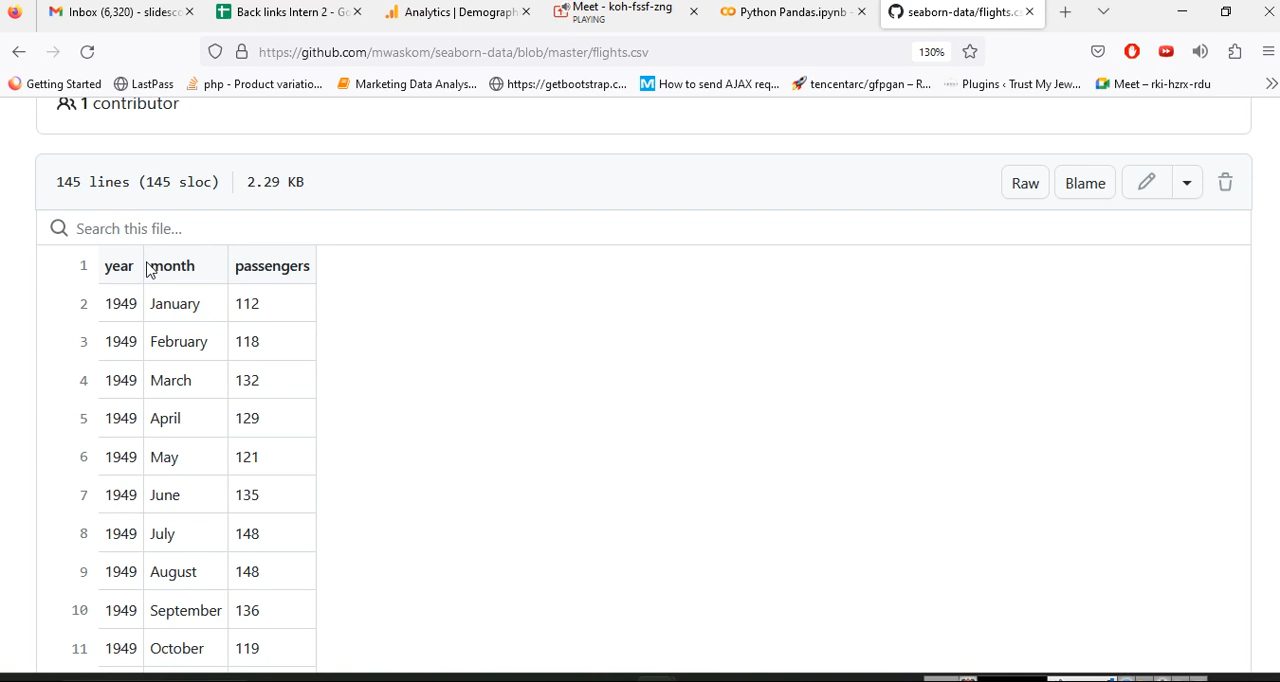 Inbox (6,320) - slidesco
Back links Intern 2 - Go
Analytics | Demograph
Meet - koh-fssf-zng
PLAYING
Python Pandas.ipynb -
seaborn-data/flights.cs
https://github.com/mwaskom/seaborn-data/blob/master/flights.csv
130%
Getting Started
LastPass
php - Product variatio...
Marketing Data Analys...
https://getbootstrap.c...
How to send AJAX req...
tencentarc/gfpgan – R...
Plugins ‹ Trust My Jew...
Meet – rki-hzrx-rdu
1 contributor
145 lines (145 sloc) 2.29 KB
Raw
Blame
Search this file...
1 year month passengers
2 1949 January 112
3 1949 February 118
4 1949 March 132
5 1949 April 129
6 1949 May 121
7 1949 June 135
8 1949 July 148
9 1949 August 148
10 1949 September 136
11 1949 October 119